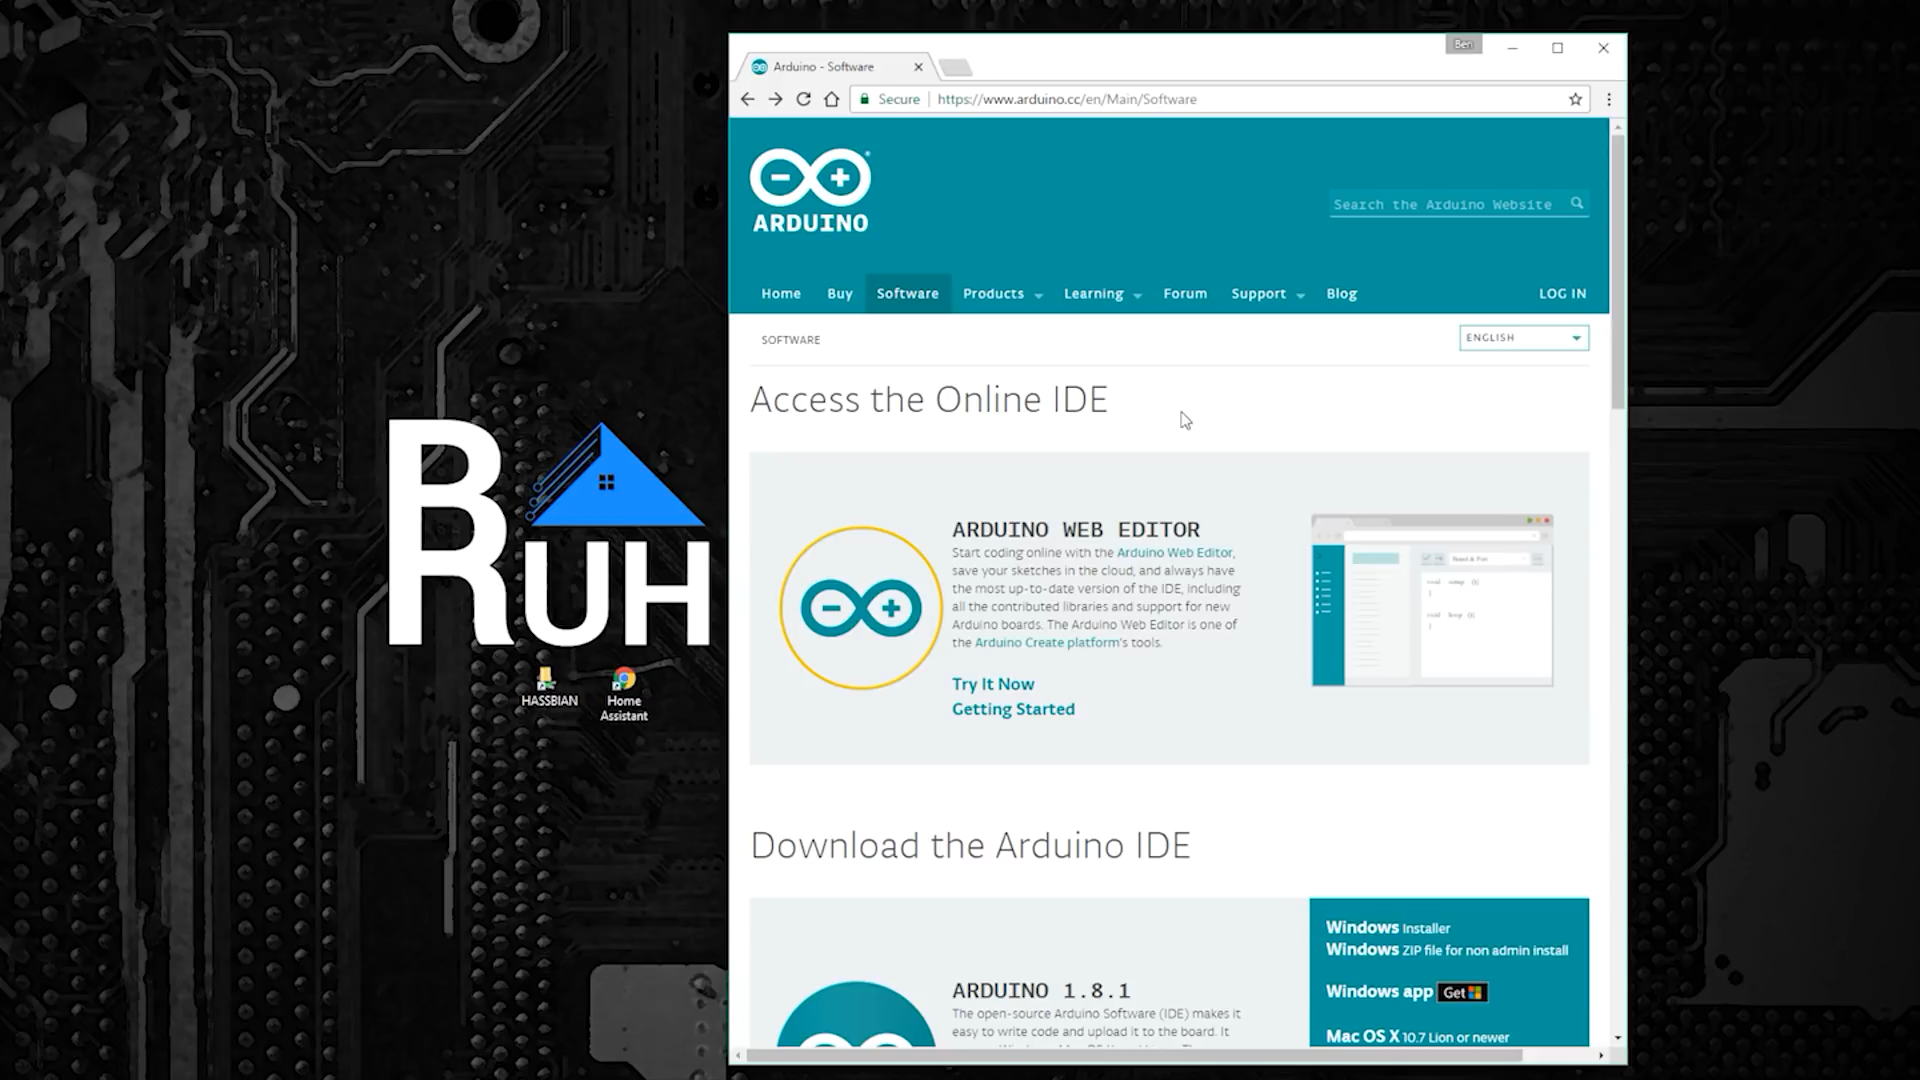 Ben
Arduino - Software
Secure
https://www.arduino.cc/en/Main/Software
ARDUINO
Search the Arduino Website
Home Buy Software Products Learning Forum Support Blog LOG IN
SOFTWARE
ENGLISH
Access the Online IDE
ARDUINO WEB EDITOR
Start coding online with the Arduino Web Editor,
save your sketches in the cloud, and always have
the most up-to-date version of the IDE, including
all the contributed libraries and support for new
Arduino boards. The Arduino Web Editor is one of
the Arduino Create platform's tools.
Try It Now
Getting Started
Download the Arduino IDE
ARDUINO 1.8.1
The open-source Arduino Software (IDE) makes it
easy to write code and upload it to the board. It
Windows Installer
Windows ZIP file for non admin install
Windows app Get
Mac OS X 10.7 Lion or newer
RUH
HASSBIAN
Home
Assistant